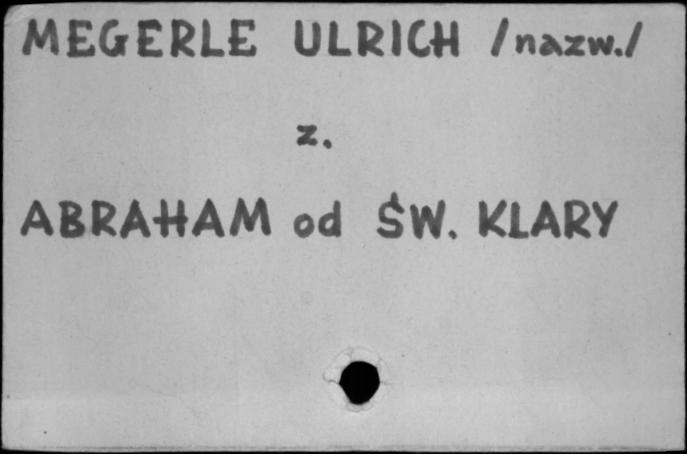 MEGERLE ULRICH /nazw./
z.
ABRAHAM od ŚW. KLARY